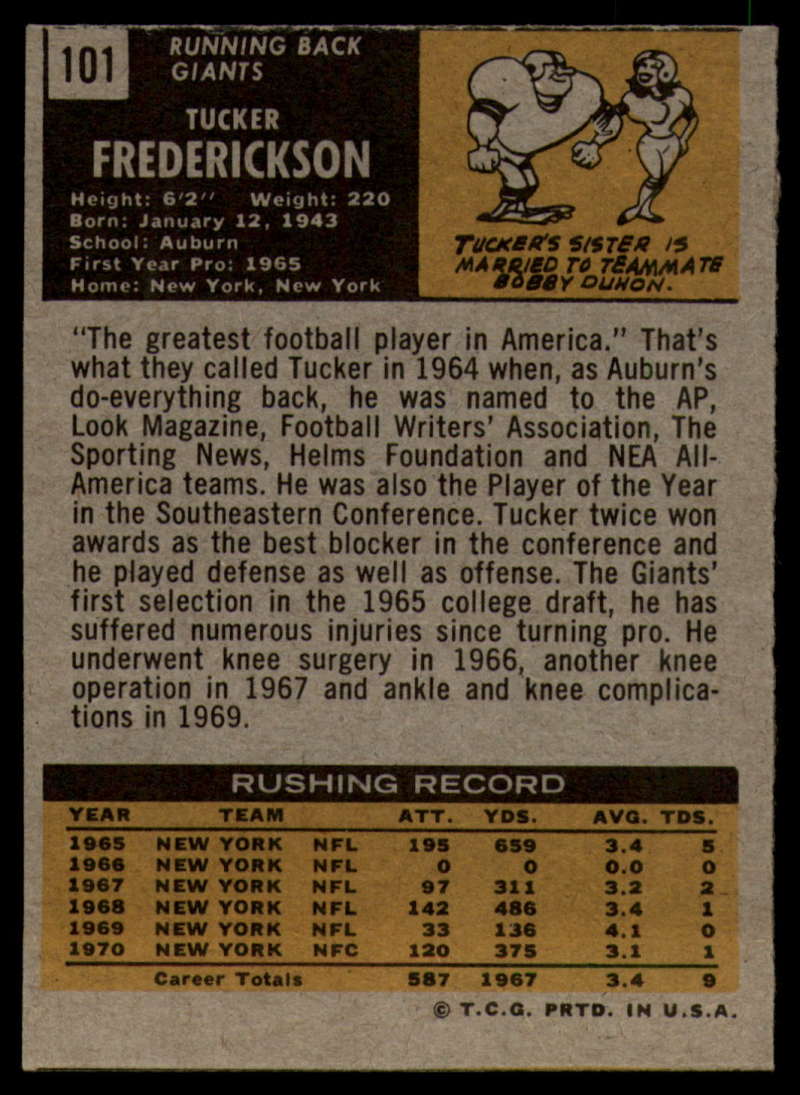 101
RUNNING BACK
GIANTS
TUCKER
FREDERICKSON
Height: 6'2" Weight: 220
Born: January 12, 1943
School: Auburn
First Year Pro: 1965
Home: New York, New York
TUCKER'S SISTER IS
MARRIED TO TEAMMATE
BOBBY DUHON.
"The greatest football player in America." That's
what they called Tucker in 1964 when, as Auburn's
do-everything back, he was named to the AP,
Look Magazine, Football Writers' Association, The
Sporting News, Helms Foundation and NEA All-
America teams. He was also the Player of the Year
in the Southeastern Conference. Tucker twice won
awards as the best blocker in the conference and
he played defense as well as offense. The Giants'
first selection in the 1965 college draft, he has
suffered numerous injuries since turning pro. He
underwent knee surgery in 1966, another knee
operation in 1967 and ankle and knee complica-
tions in 1969.
RUSHING RECORD
YEAR TEAM ATT. YDS. AVG. TDS.
1965 NEW YORK NFL 195 659 3.4 5
1966 NEW YORK NFL 0 0 0.0 0
1967 NEW YORK NFL 97 311 3.2 2
1968 NEW YORK NFL 142 486 3.4 1
1969 NEW YORK NFL 33 136 4.1 0
1970 NEW YORK NFC 120 375 3.1 1
Career Totals 587 1967 3.4 9
© T.C.G. PRTD. IN U.S.A.